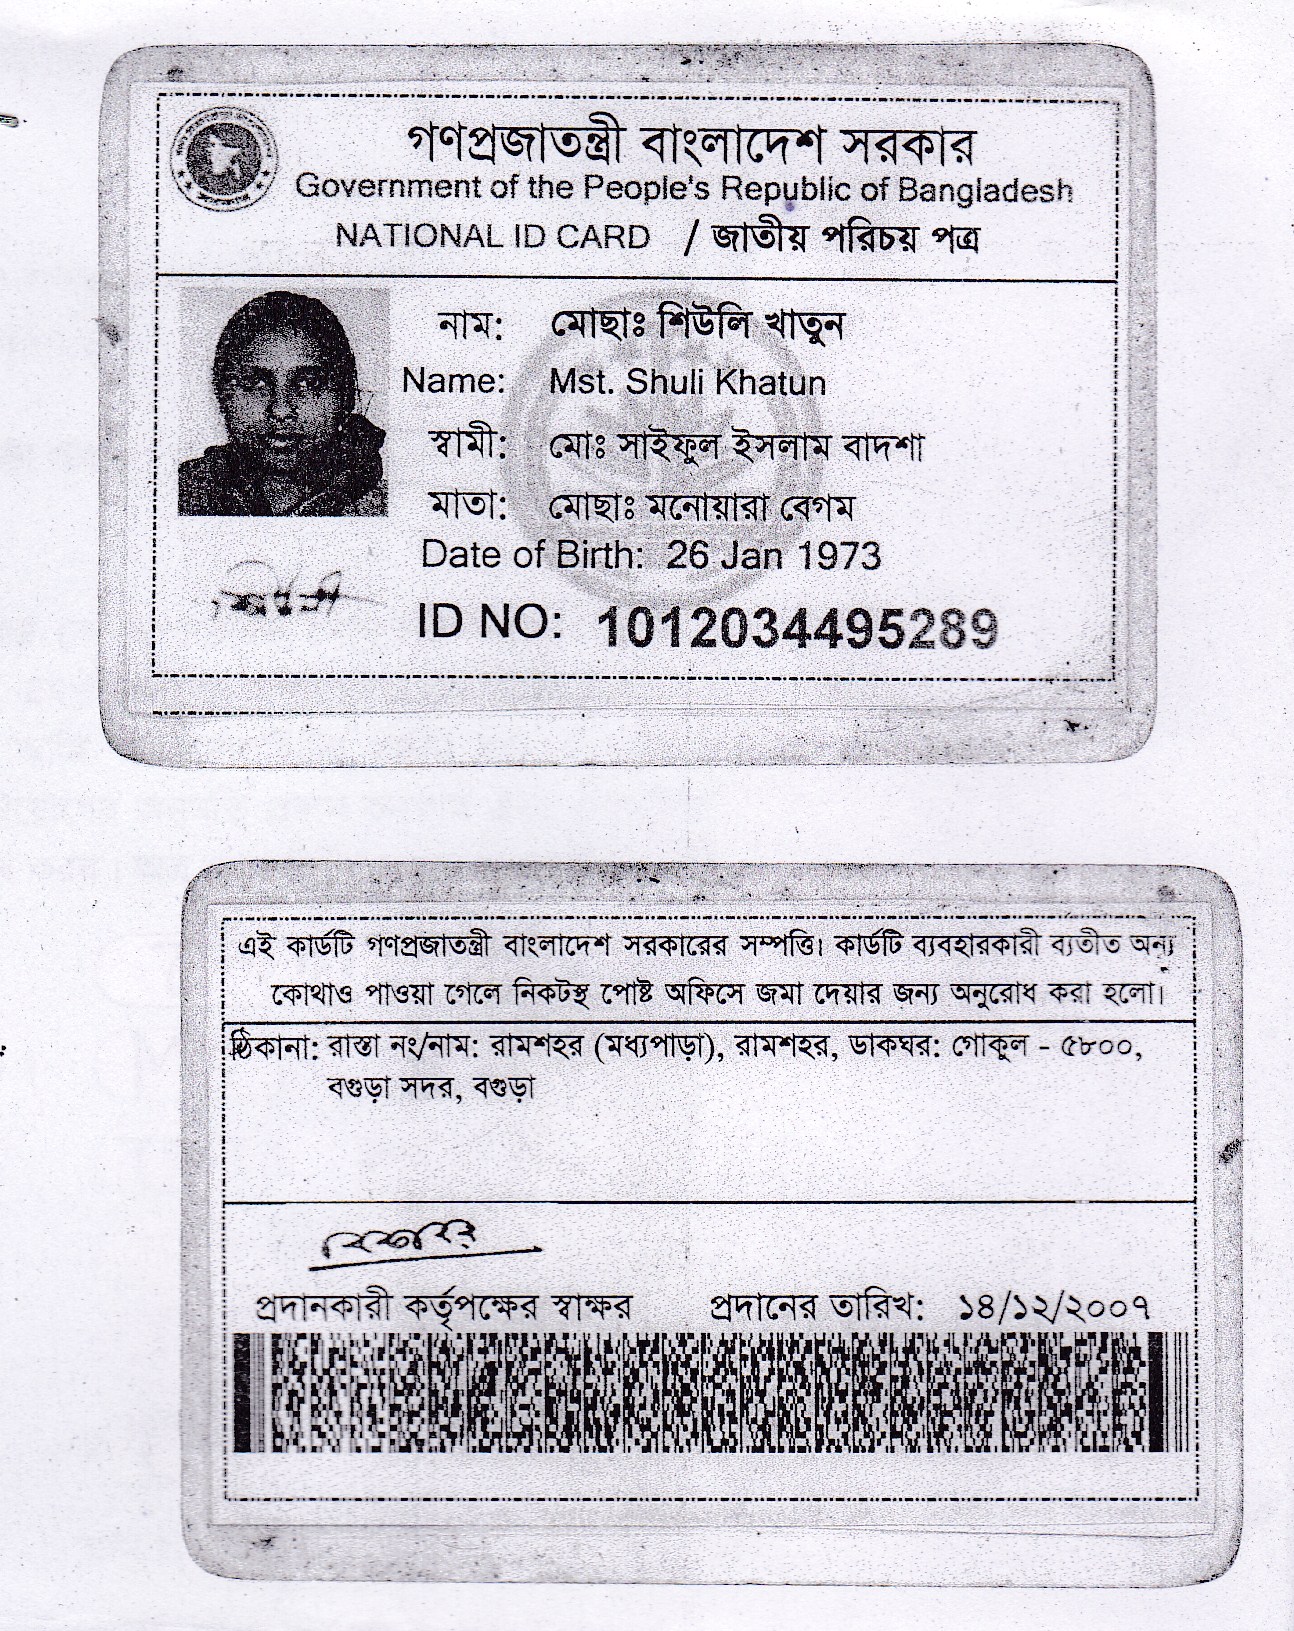 গণপ্রজাতন্ত্রী বাংলাদেশ সরকার
Government of the People's Republic of Bangladesh
NATIONAL ID CARD / জাতীয় পরিচয় পত্র
নাম: মোছাঃ শিউলি খাতুন
Name: Mst. Shuli Khatun
স্বামী: মোঃ সাইফুল ইসলাম বাদশা
মাতা: মোছাঃ মনোয়ারা বেগম
Date of Birth: 26 Jan 1973
ID NO: 1012034495289
এই কার্ডটি গণপ্রজাতন্ত্রী বাংলাদেশ সরকারের সম্পত্তি। কার্ডটি ব্যবহারকারী ব্যতীত অন্য
কোথাও পাওয়া গেলে নিকটস্থ পোষ্ট অফিসে জমা দেয়ার জন্য অনুরোধ করা হলো।
ঠিকানা: রাস্তা নং/নাম: রামশহর (মধ্যপাড়া), রামশহর, ডাকঘর: গোকুল - ৫৮০০,
বগুড়া সদর, বগুড়া
প্রদানকারী কর্তৃপক্ষের স্বাক্ষর প্রদানের তারিখ: ১৪/১২/২০০৭